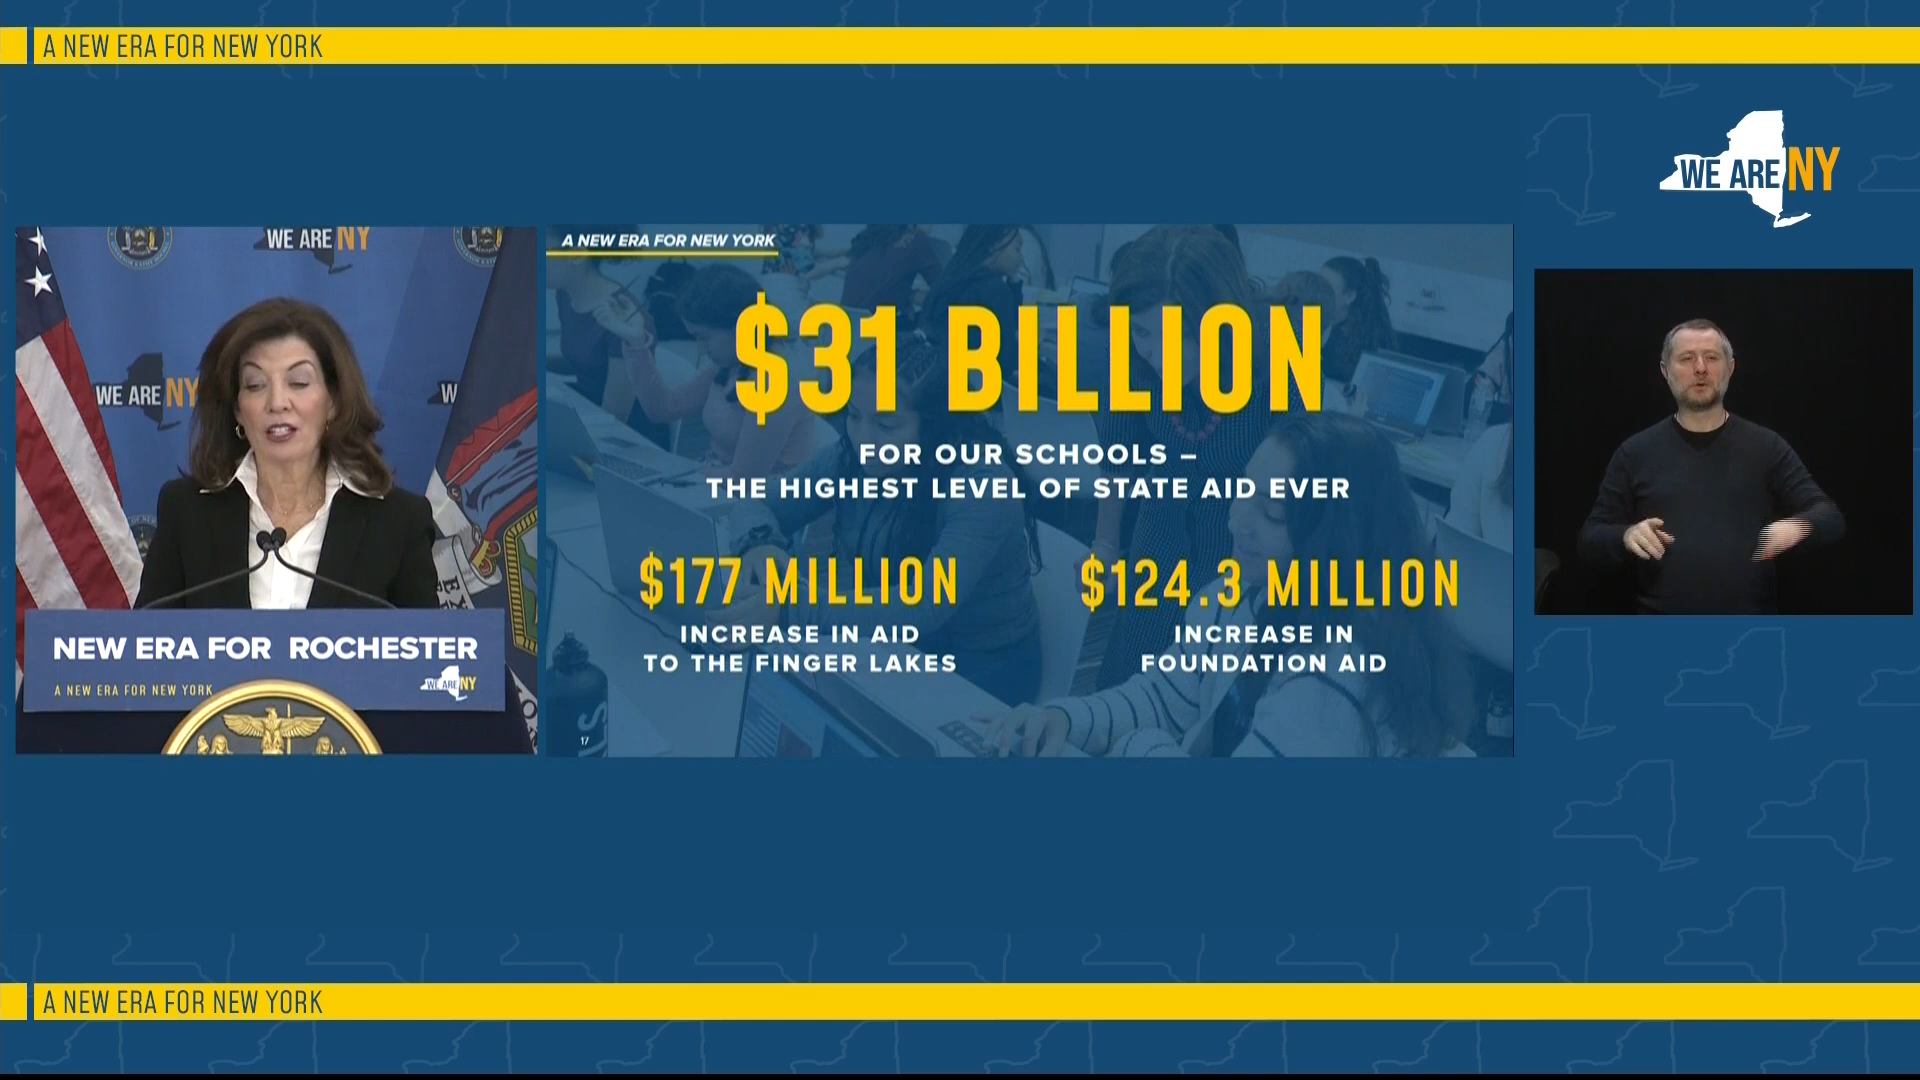 A NEW ERA FOR NEW YORK
WE ARE NY
WE ARE NY
WE ARE NY
W
NEW ERA FOR ROCHESTER
A NEW ERA FOR NEW YORK
WE ARE NY
A NEW ERA FOR NEW YORK
$31 BILLION
FOR OUR SCHOOLS –
THE HIGHEST LEVEL OF STATE AID EVER
$177 MILLION
INCREASE IN AID
TO THE FINGER LAKES
$124.3 MILLION
INCREASE IN
FOUNDATION AID
17
A NEW ERA FOR NEW YORK